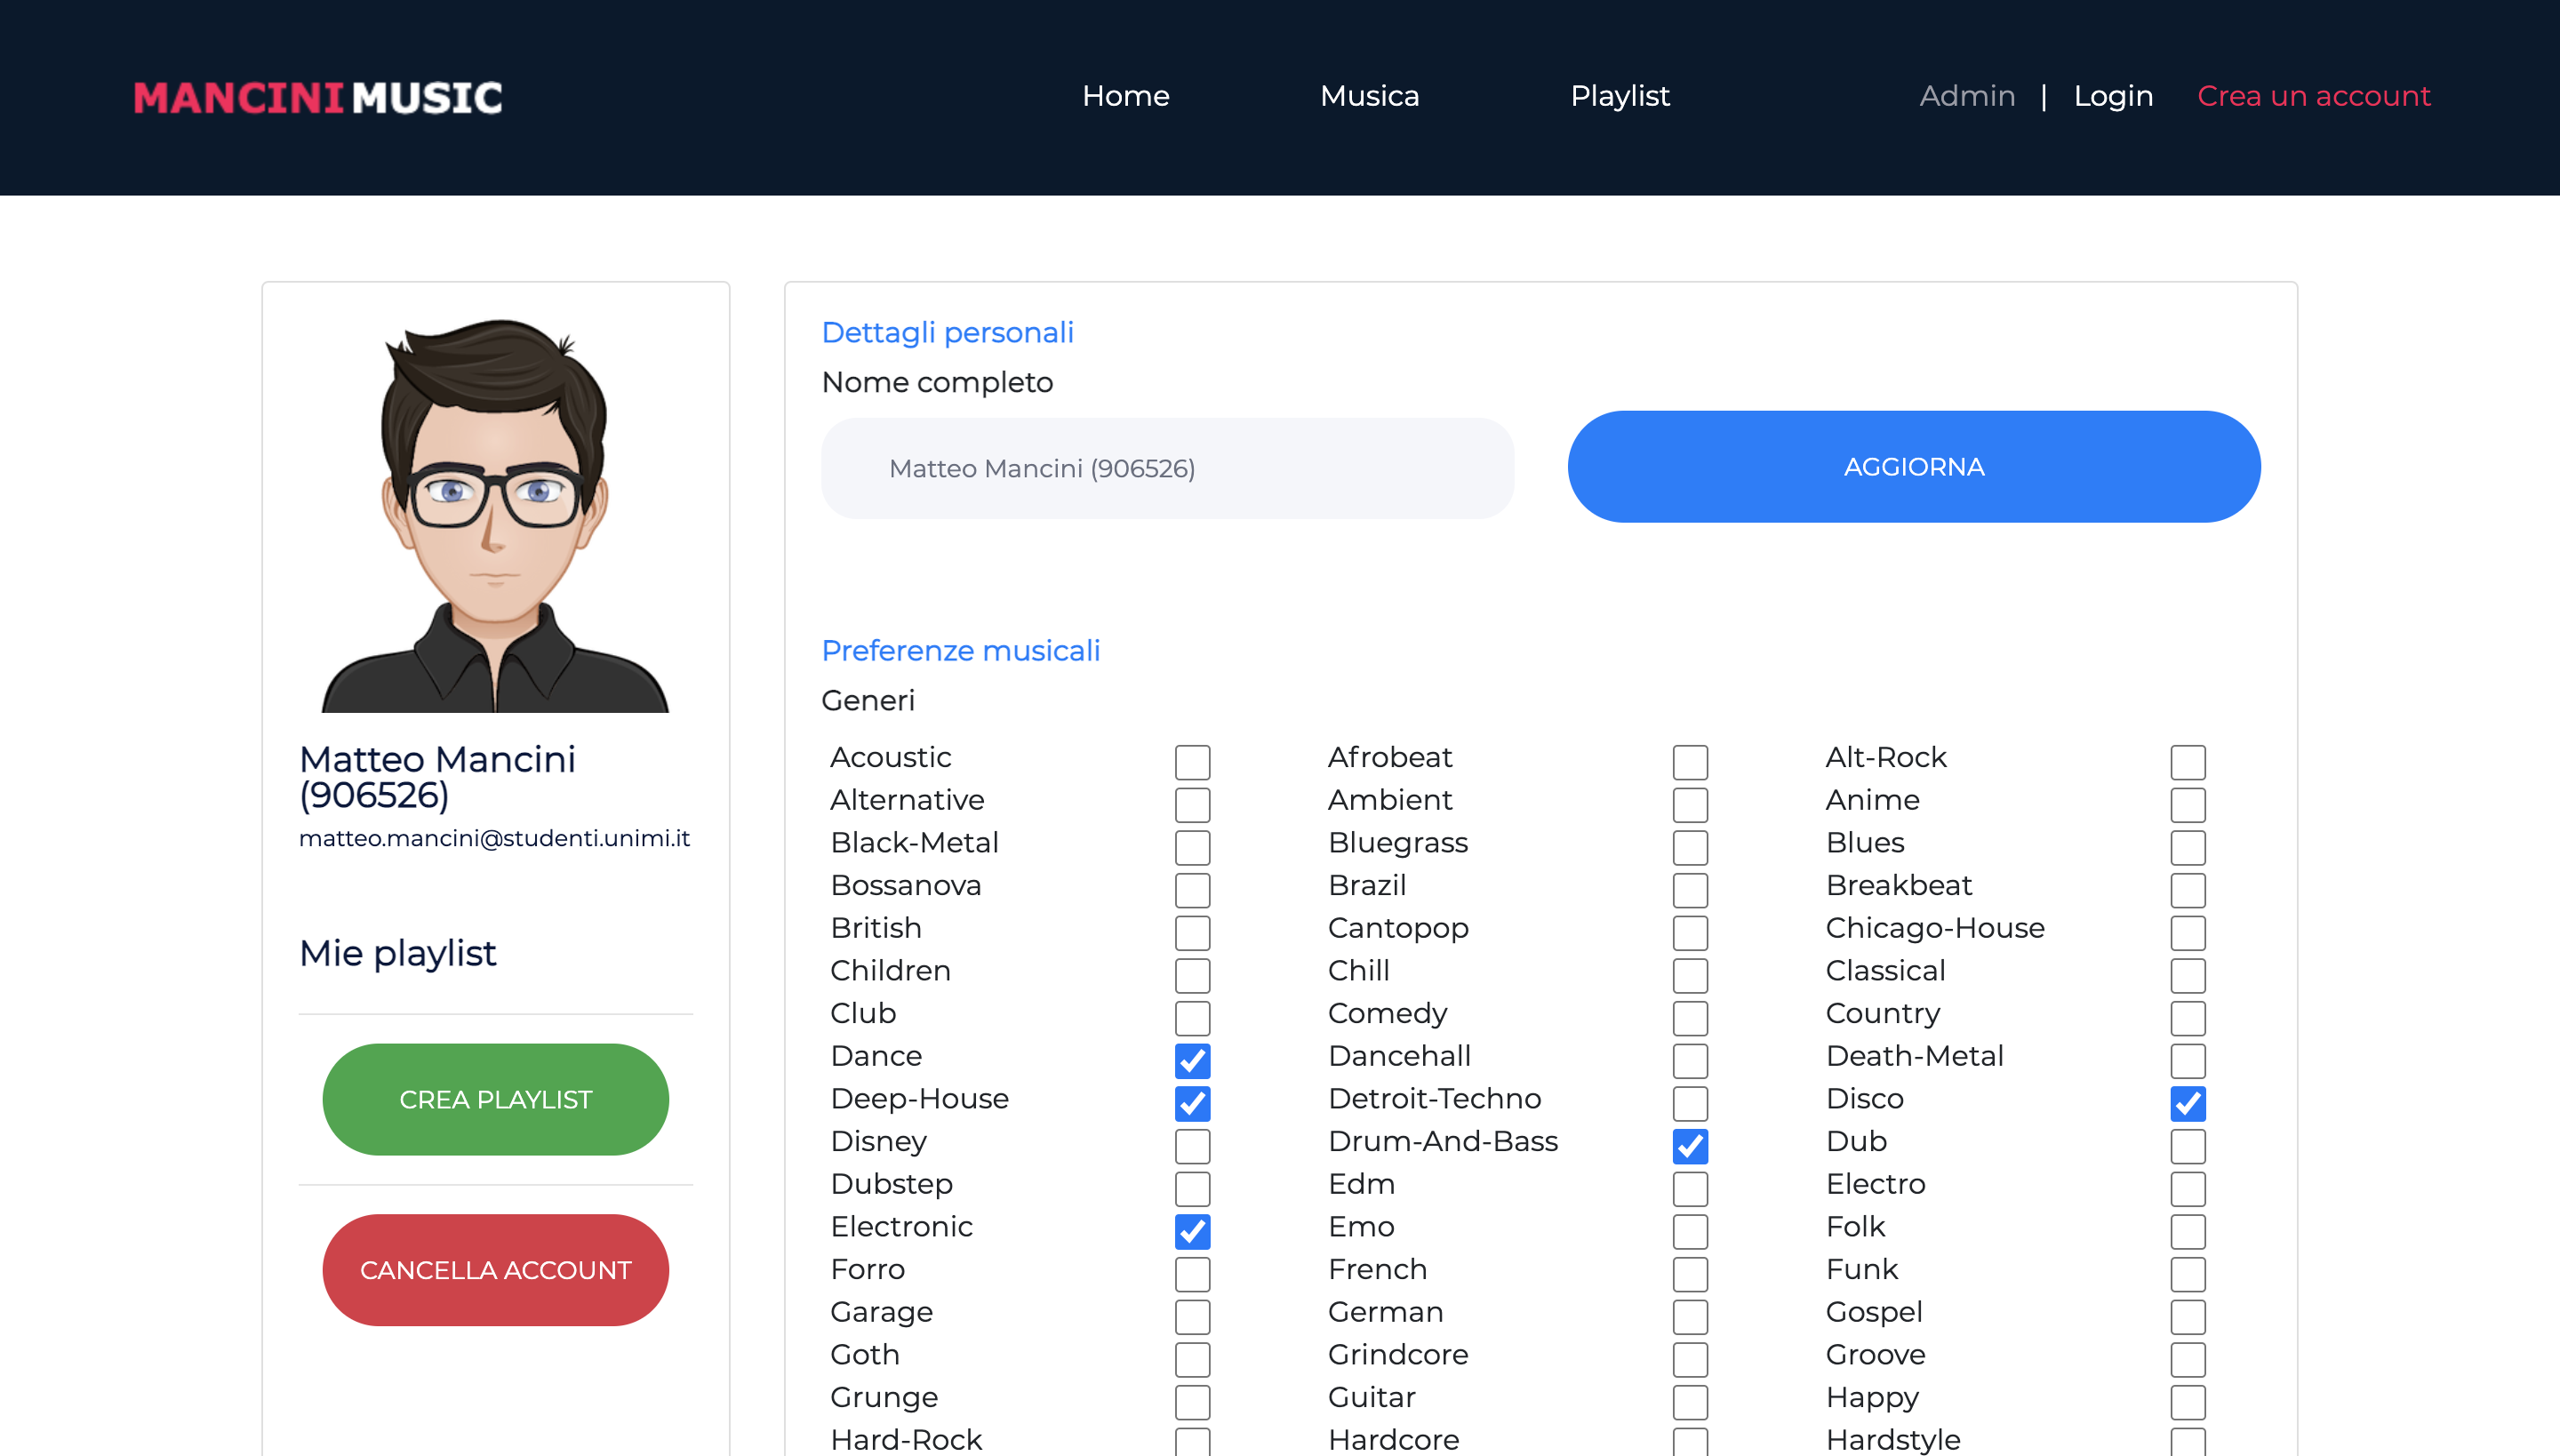 MANCINI MUSIC
Home Musica Playlist Admin | Login Crea un account
Matteo Mancini
(906526)
matteo.mancini@studenti.unimi.it
Mie playlist
CREA PLAYLIST
CANCELLA ACCOUNT
Dettagli personali
Nome completo
Matteo Mancini (906526) AGGIORNA
Preferenze musicali
Generi
Acoustic Afrobeat Alt-Rock
Alternative Ambient Anime
Black-Metal Bluegrass Blues
Bossanova Brazil Breakbeat
British Cantopop Chicago-House
Children Chill Classical
Club Comedy Country
Dance Dancehall Death-Metal
Deep-House Detroit-Techno Disco
Disney Drum-And-Bass Dub
Dubstep Edm Electro
Electronic Emo Folk
Forro French Funk
Garage German Gospel
Goth Grindcore Groove
Grunge Guitar Happy
Hard-Rock Hardcore Hardstyle